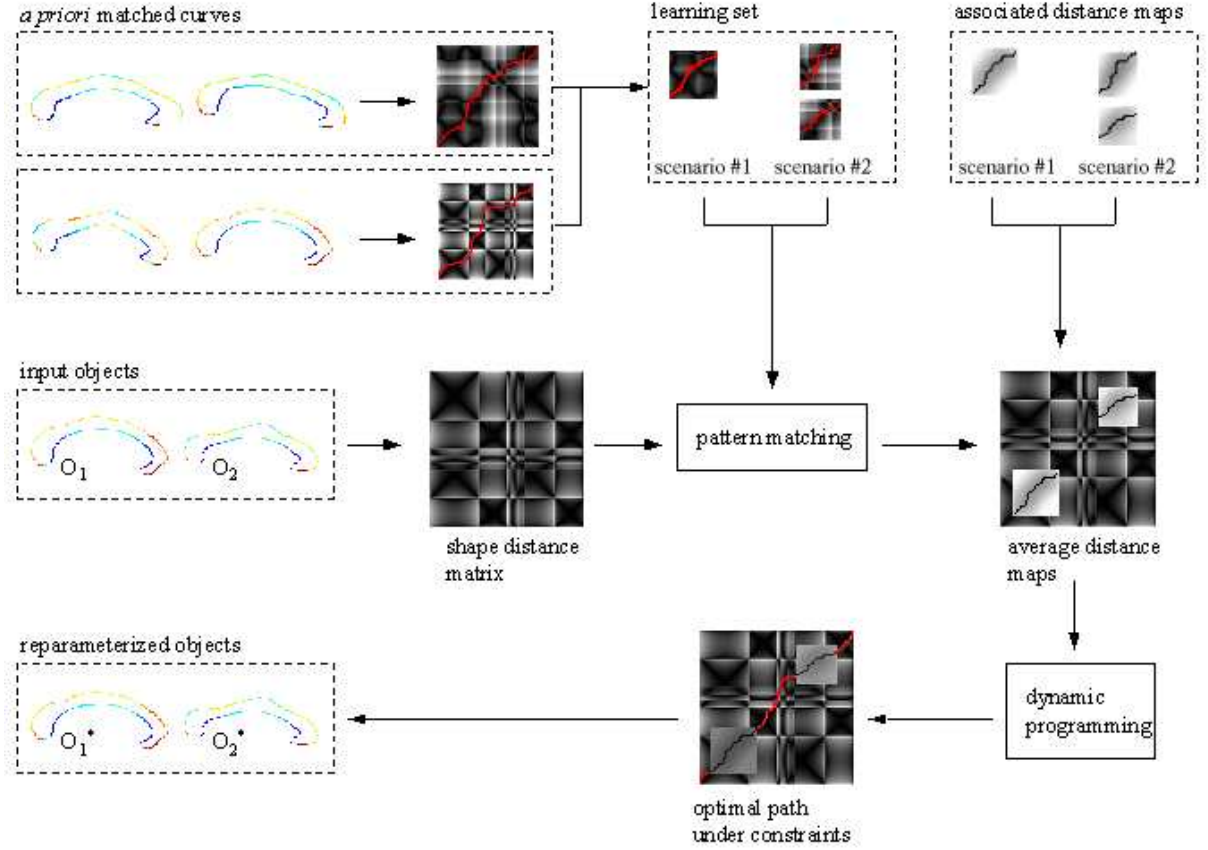 a priori matched curves
learning set
associated distance maps
scenario #1
scenario #2
scenario #1
scenario #2
input objects
O1
O2
pattern matching
shape distance
matrix
average distance
maps
reparameterized objects
O1*
O2*
dynamic
programming
optimal path
under constraints